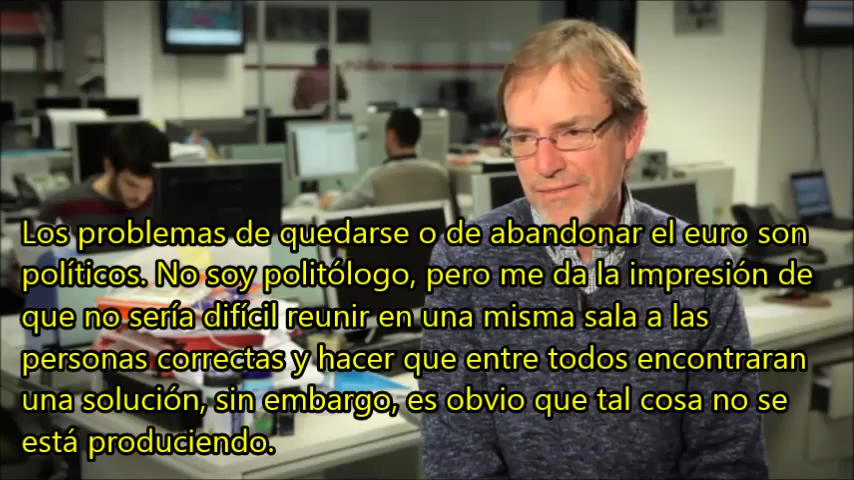 Los problemas de quedarse o de abandonar el euro son
políticos. No soy politólogo, pero me da la impresión de
que no sería difícil reunir en una misma sala a las
personas correctas y hacer que entre todos encontraran
una solución, sin embargo, es obvio que tal cosa no se
está produciendo.